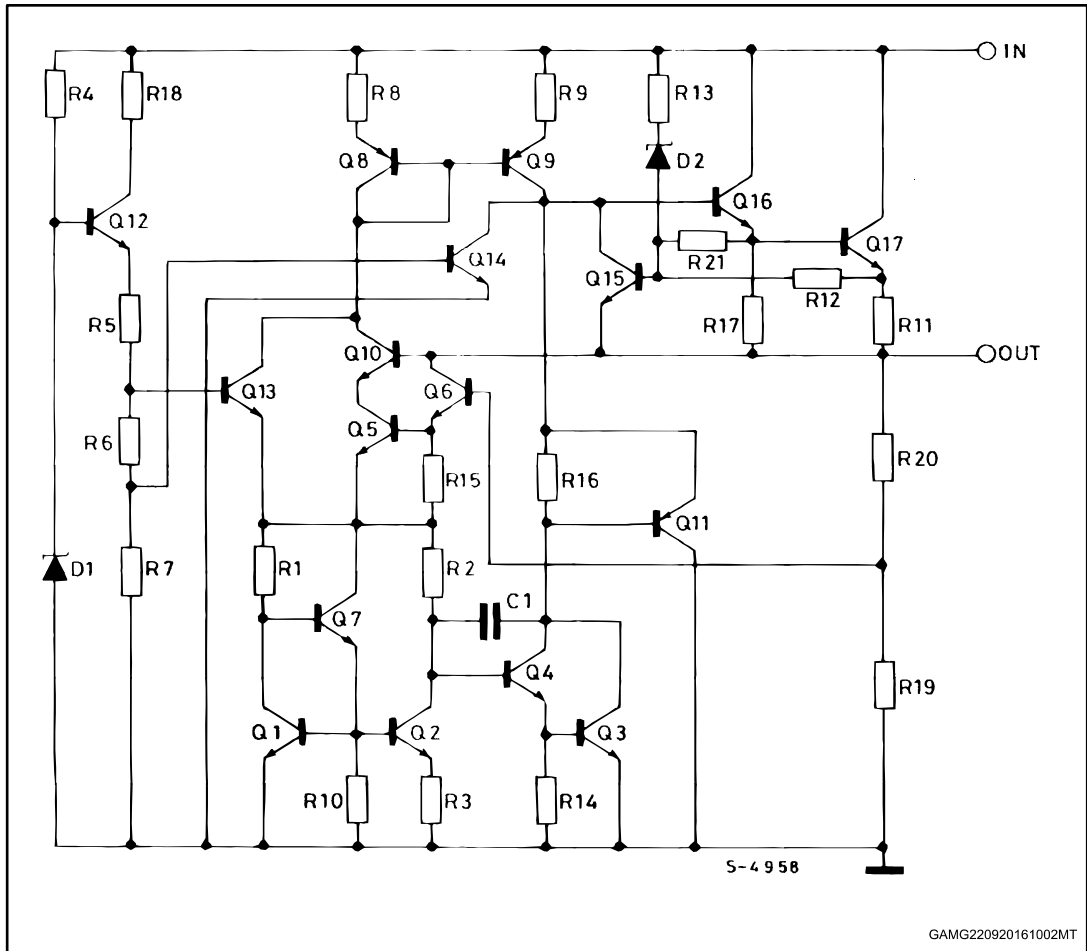 IN
R4
R18
R8
R9
R13
Q8
Q9
D2
Q12
Q16
Q14
Q17
R21
Q15
R12
R5
R17
R11
Q10
OUT
Q13
Q6
R6
Q5
R20
R15
R16
Q11
D1
R7
R1
R2
C1
Q7
Q4
R19
Q1
Q2
Q3
R10
R3
R14
S-4958
GAMG220920161002MT